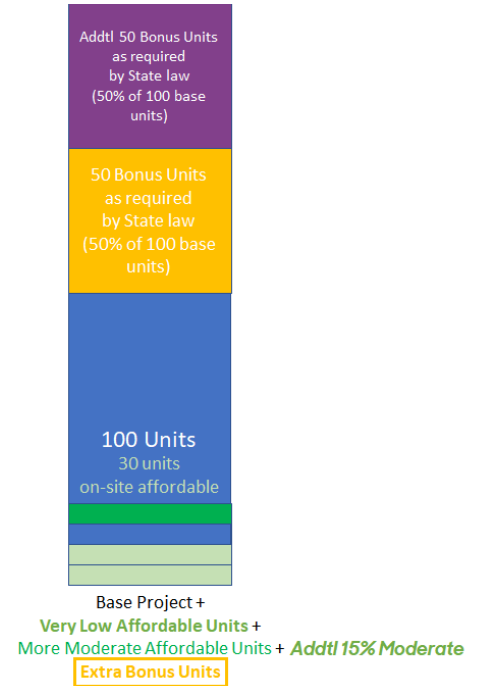 Addtl 50 Bonus Units
as required
by State law
(50% of 100 base
units)
50 Bonus Units
as required
by State law
(50% of 100 base
units)
100 Units
30 units
on-site affordable
Base Project +
Very Low Affordable Units +
More Moderate Affordable Units + Addtl 15% Moderate
Extra Bonus Units